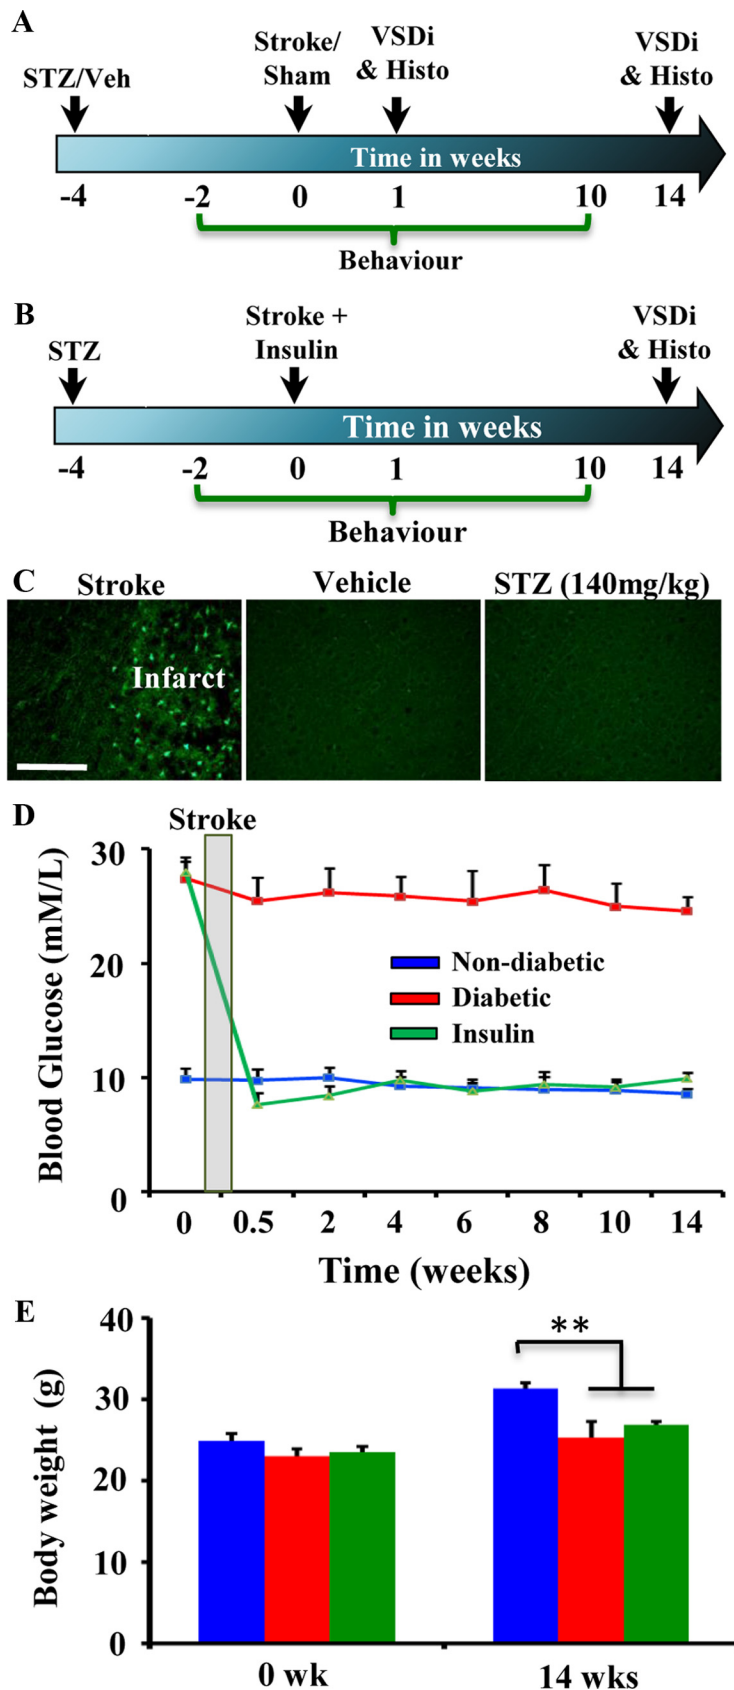 A
STZ/Veh
Stroke/
Sham
VSDi
& Histo
VSDi
& Histo
Time in weeks
-4 -2 0 1 10 14
Behaviour
B
STZ
Stroke +
Insulin
VSDi
& Histo
Time in weeks
-4 -2 0 1 10 14
Behaviour
C
Stroke
Vehicle
STZ (140mg/kg)
Infarct
D
Stroke
Blood Glucose (mM/L)
30
20
10
0
Non-diabetic
Diabetic
Insulin
0 0.5 2 4 6 8 10 14
Time (weeks)
E
Body weight (g)
40
30
20
10
0
**
0 wk 14 wks